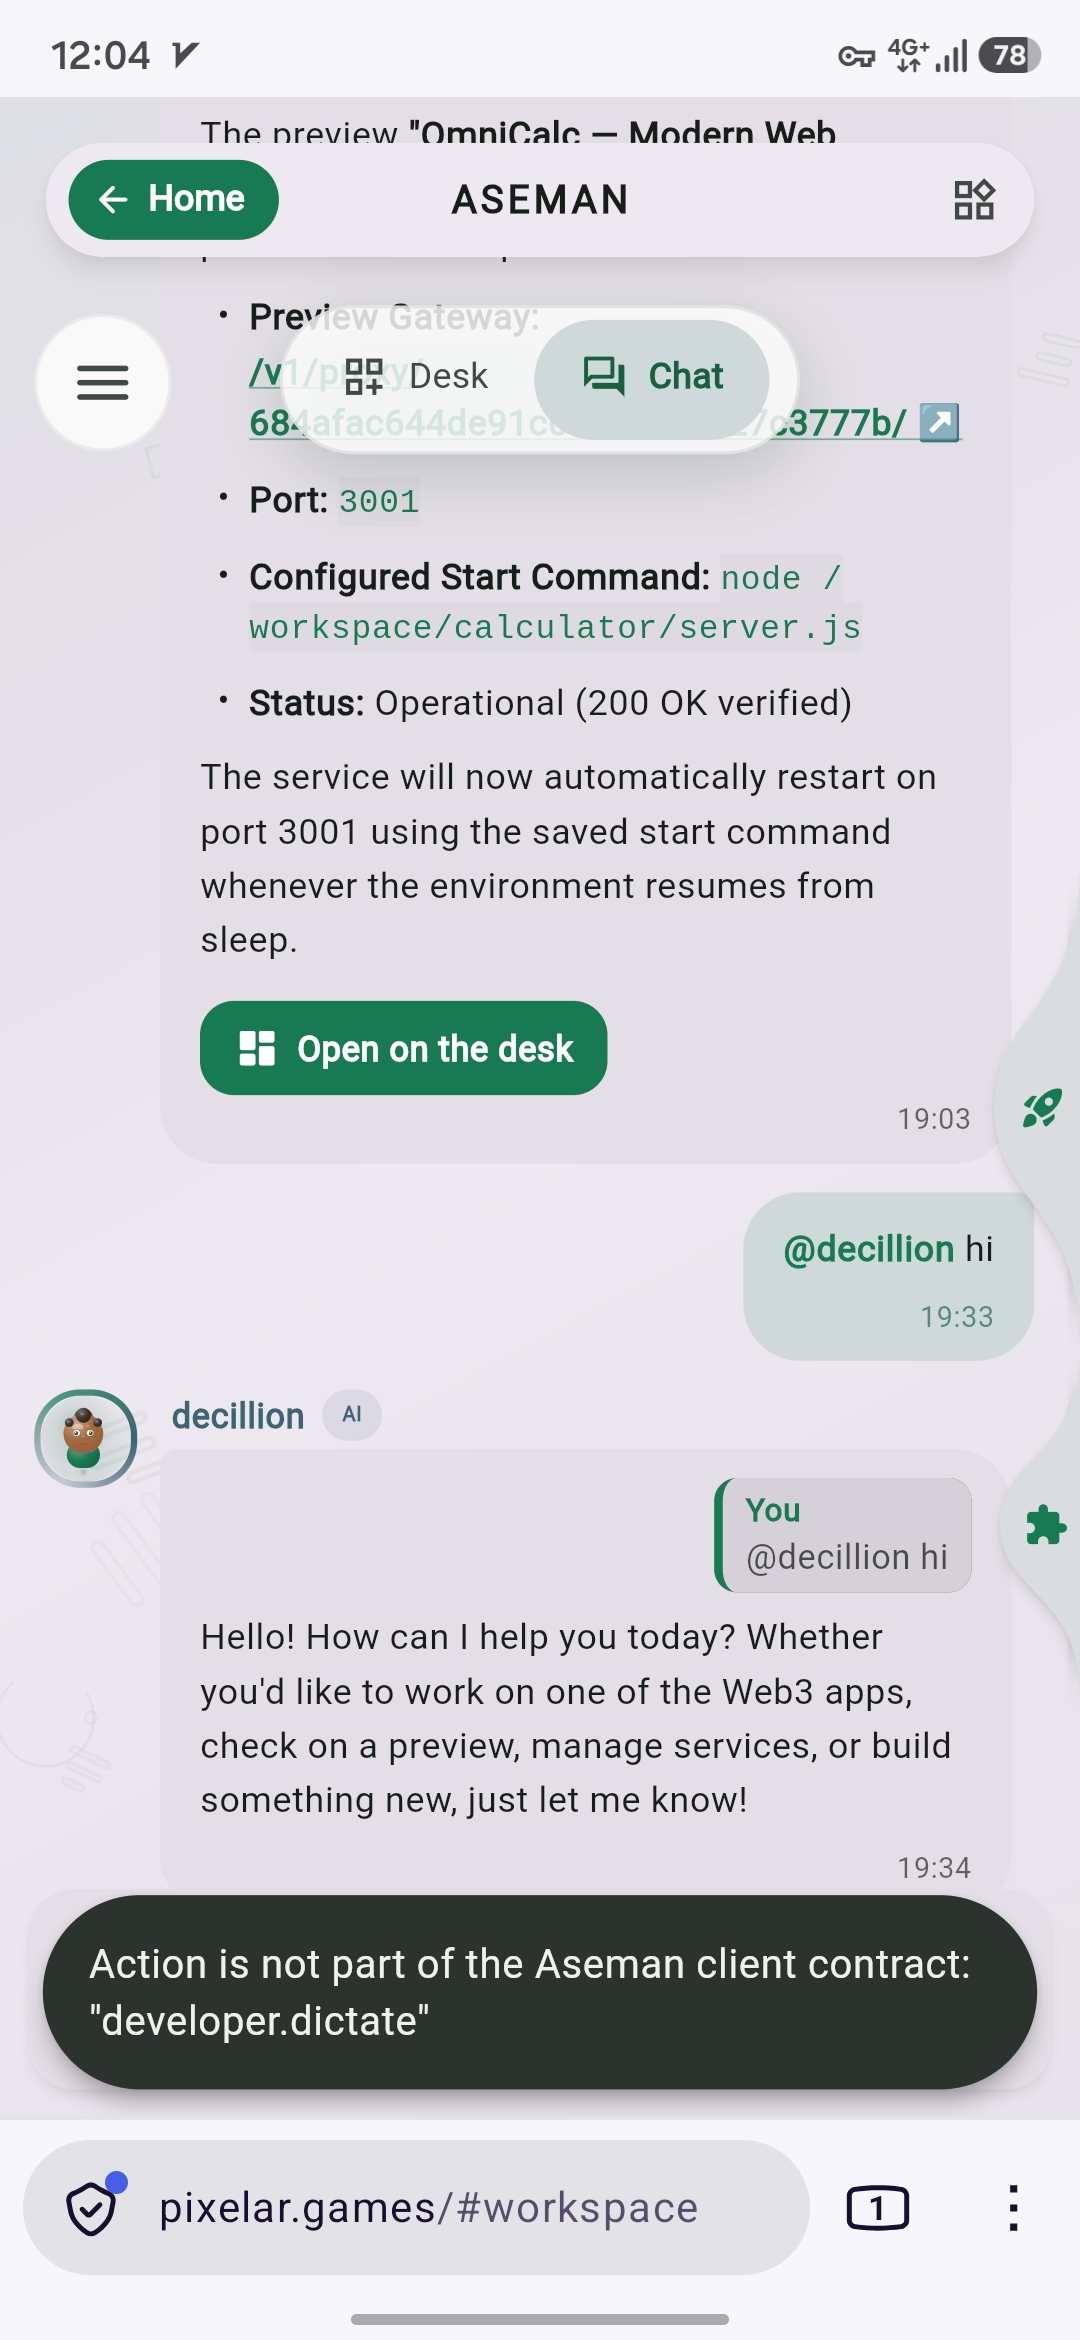 12:04
4G+
78
The preview "OmniCalc — Modern Web
Home
ASEMAN
Preview Gateway:
/v1/proxy/
Desk
Chat
3777b/
Port: 3001
Configured Start Command: node /
workspace/calculator/server.js
Status: Operational (200 OK verified)
The service will now automatically restart on
port 3001 using the saved start command
whenever the environment resumes from
sleep.
Open on the desk
19:03
@decillion hi
19:33
decillion
AI
You
@decillion hi
Hello! How can I help you today? Whether
you'd like to work on one of the Web3 apps,
check on a preview, manage services, or build
something new, just let me know!
19:34
Action is not part of the Aseman client contract:
"developer.dictate"
pixelar.games/#workspace
1